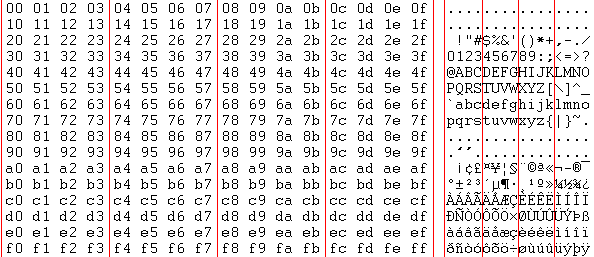 00 01 02 03 04 05 06 07 08 09 0a 0b 0c 0d 0e 0f ................
10 11 12 13 14 15 16 17 18 19 1a 1b 1c 1d 1e 1f ................
20 21 22 23 24 25 26 27 28 29 2a 2b 2c 2d 2e 2f  !"#$%&'()*+,-./
30 31 32 33 34 35 36 37 38 39 3a 3b 3c 3d 3e 3f 0123456789:;<=>?
40 41 42 43 44 45 46 47 48 49 4a 4b 4c 4d 4e 4f @ABCDEFGHIJKLMNO
50 51 52 53 54 55 56 57 58 59 5a 5b 5c 5d 5e 5f PQRSTUVWXYZ[\]^_
60 61 62 63 64 65 66 67 68 69 6a 6b 6c 6d 6e 6f `abcdefghijklmno
70 71 72 73 74 75 76 77 78 79 7a 7b 7c 7d 7e 7f pqrstuvwxyz{|}~.
80 81 82 83 84 85 86 87 88 89 8a 8b 8c 8d 8e 8f ................
90 91 92 93 94 95 96 97 98 99 9a 9b 9c 9d 9e 9f .´´.............
a0 a1 a2 a3 a4 a5 a6 a7 a8 a9 aa ab ac ad ae af  ¡¢£¤¥¦§¨©ª«¬-®¯
b0 b1 b2 b3 b4 b5 b6 b7 b8 b9 ba bb bc bd be bf °±²³´µ¶·¸¹º»¼½¾¿
c0 c1 c2 c3 c4 c5 c6 c7 c8 c9 ca cb cc cd ce cf ÀÁÂÃÄÅÆÇÈÉÊËÌÍÎÏ
d0 d1 d2 d3 d4 d5 d6 d7 d8 d9 da db dc dd de df ÐÑÒÓÔÕÖ×ØÙÚÛÜÝÞß
e0 e1 e2 e3 e4 e5 e6 e7 e8 e9 ea eb ec ed ee ef àáâãäåæçèéêëìíîï
f0 f1 f2 f3 f4 f5 f6 f7 f8 f9 fa fb fc fd fe ff ðñòóôõö÷øùúûüýþÿ